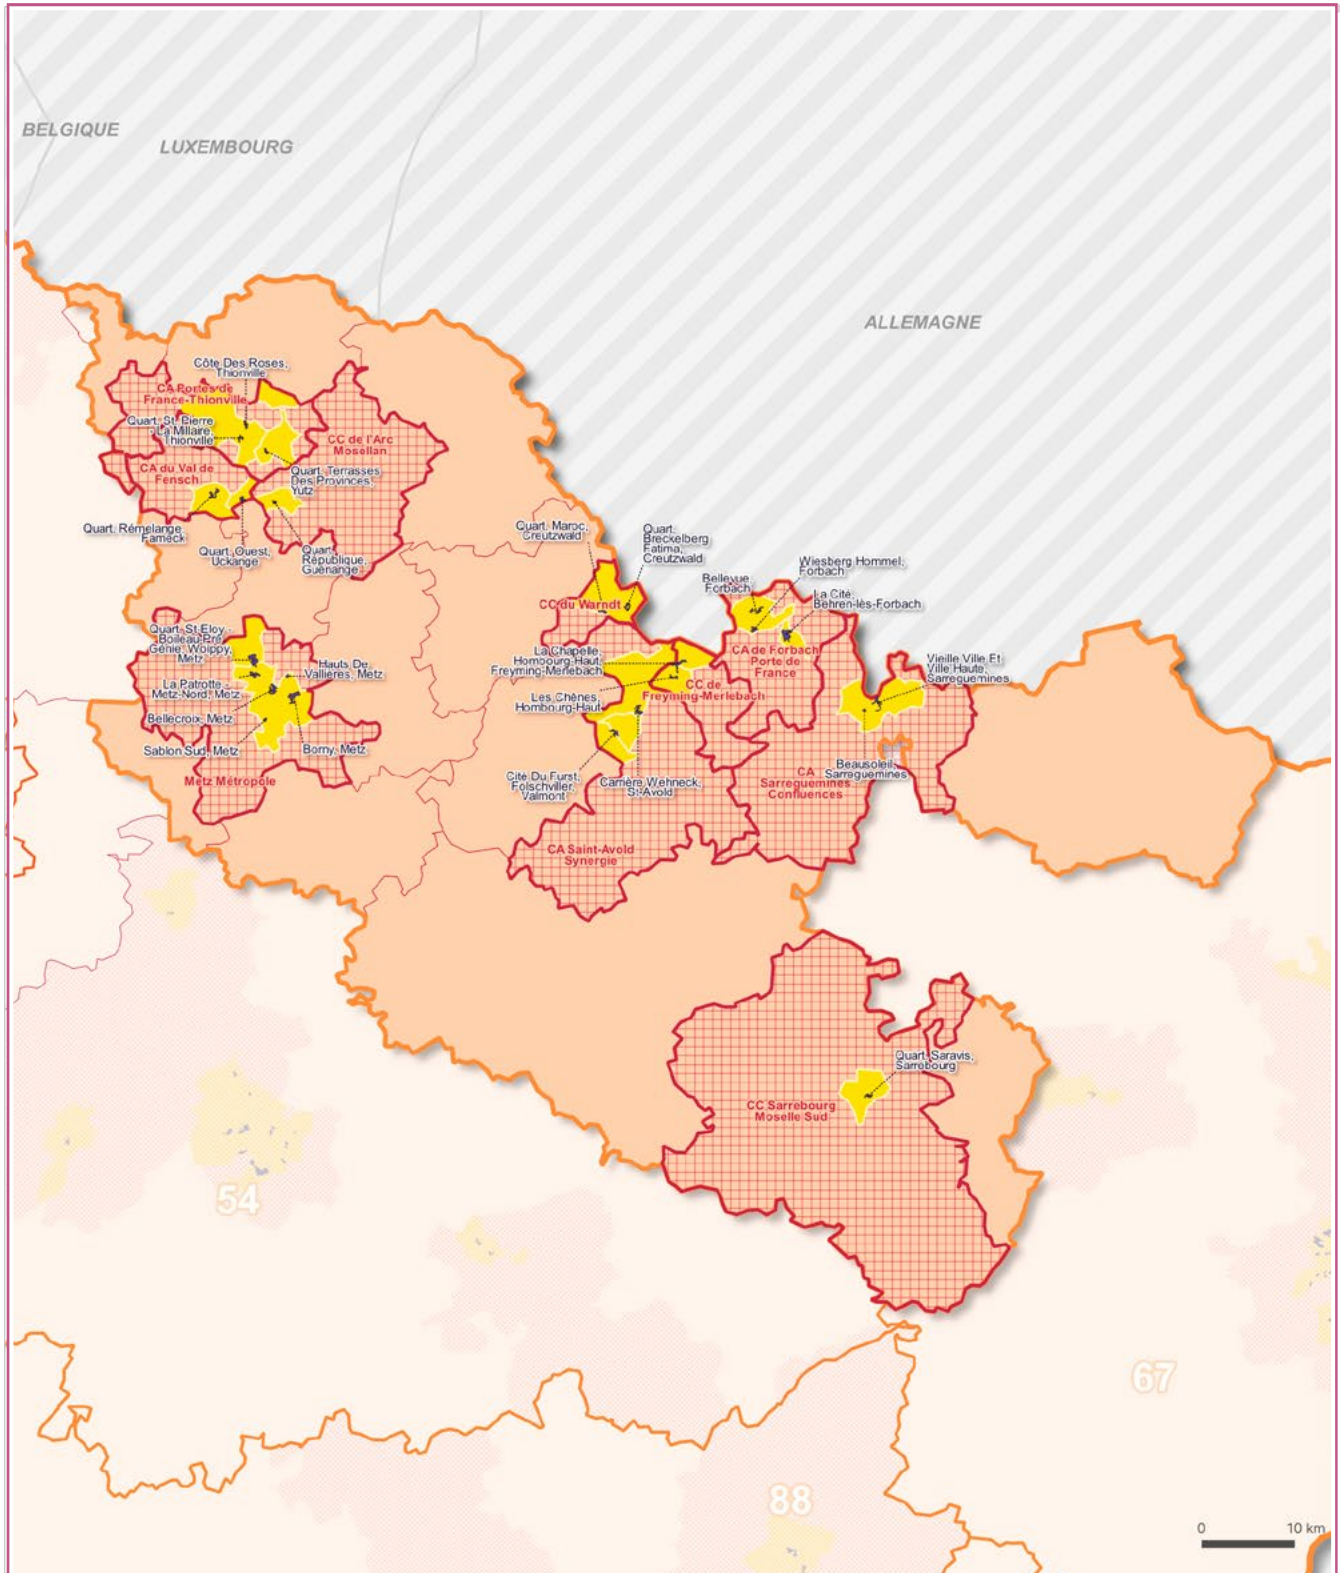 BELGIQUE
LUXEMBOURG
ALLEMAGNE
Côte Des Roses,
Thionville
CA Portes de
France-Thionville
Quart. St-Pierre
- La Millaire,
Thionville
CC de l'Arc
Mosellan
CA du Val de
Fensch
Quart. Terrasses
Des Provinces,
Yutz
Quart. Rémelange,
Fameck
Quart. Ouest,
Uckange
Quart.
République,
Guénange
Quart. Maroc,
Creutzwald
Quart.
Breckelberg
Fatima,
Creutzwald
Wiesberg Hommel,
Forbach
Bellevue,
Forbach
La Cité,
Behren-lès-Forbach
CC du Warndt
Quart. St-Eloy -
Boileau-Pré
Génie, Woippy,
Metz
Hauts De
Vallières, Metz
La Chapelle,
Hombourg-Haut,
Freyming-Merlebach
CA de Forbach
Porte de
France
Vieille Ville Et
Ville Haute,
Sarreguemines
La Patrotte -
Metz-Nord, Metz
CC de
Freyming-Merlebach
Les Chênes,
Hombourg-Haut
Bellecroix, Metz
Sablon Sud, Metz
Borny, Metz
Metz Métropole
Cité Du Furst,
Folschviller,
Valmont
Carrière Wehneck,
St-Avold
Beausoleil,
Sarreguemines
CA
Sarreguemines
Confluences
CA Saint-Avold
Synergie
Quart. Saravis,
Sarrebourg
CC Sarrebourg
Moselle Sud
54
67
88
0 10 km